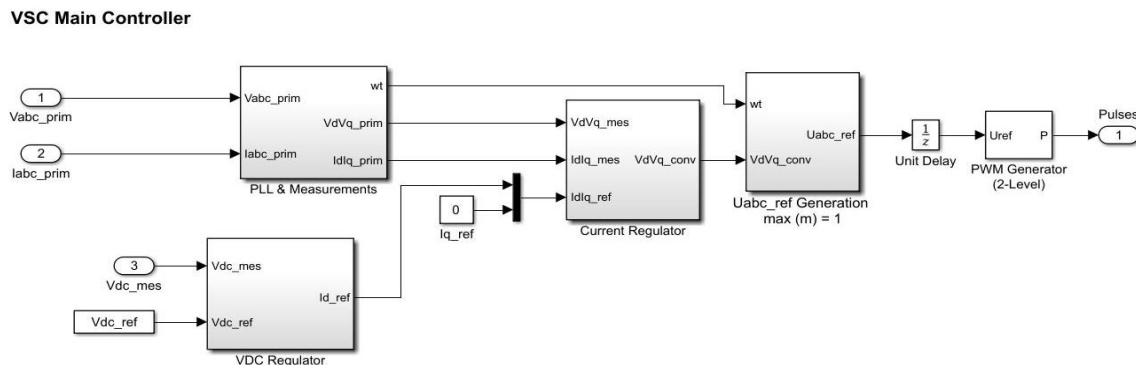 VSC Main Controller
1
Vabc_prim
2
Iabc_prim
Vabc_prim
Iabc_prim
wt
VdVq_prim
IdIq_prim
PLL & Measurements
0
Iq_ref
VdVq_mes
IdIq_mes
IdIq_ref
VdVq_conv
Current Regulator
wt
VdVq_conv
Uabc_ref
Uabc_ref Generation
max (m) = 1
1
z
Unit Delay
Uref
P
PWM Generator
(2-Level)
Pulses
1
3
Vdc_mes
Vdc_ref
Vdc_mes
Vdc_ref
Id_ref
VDC Regulator